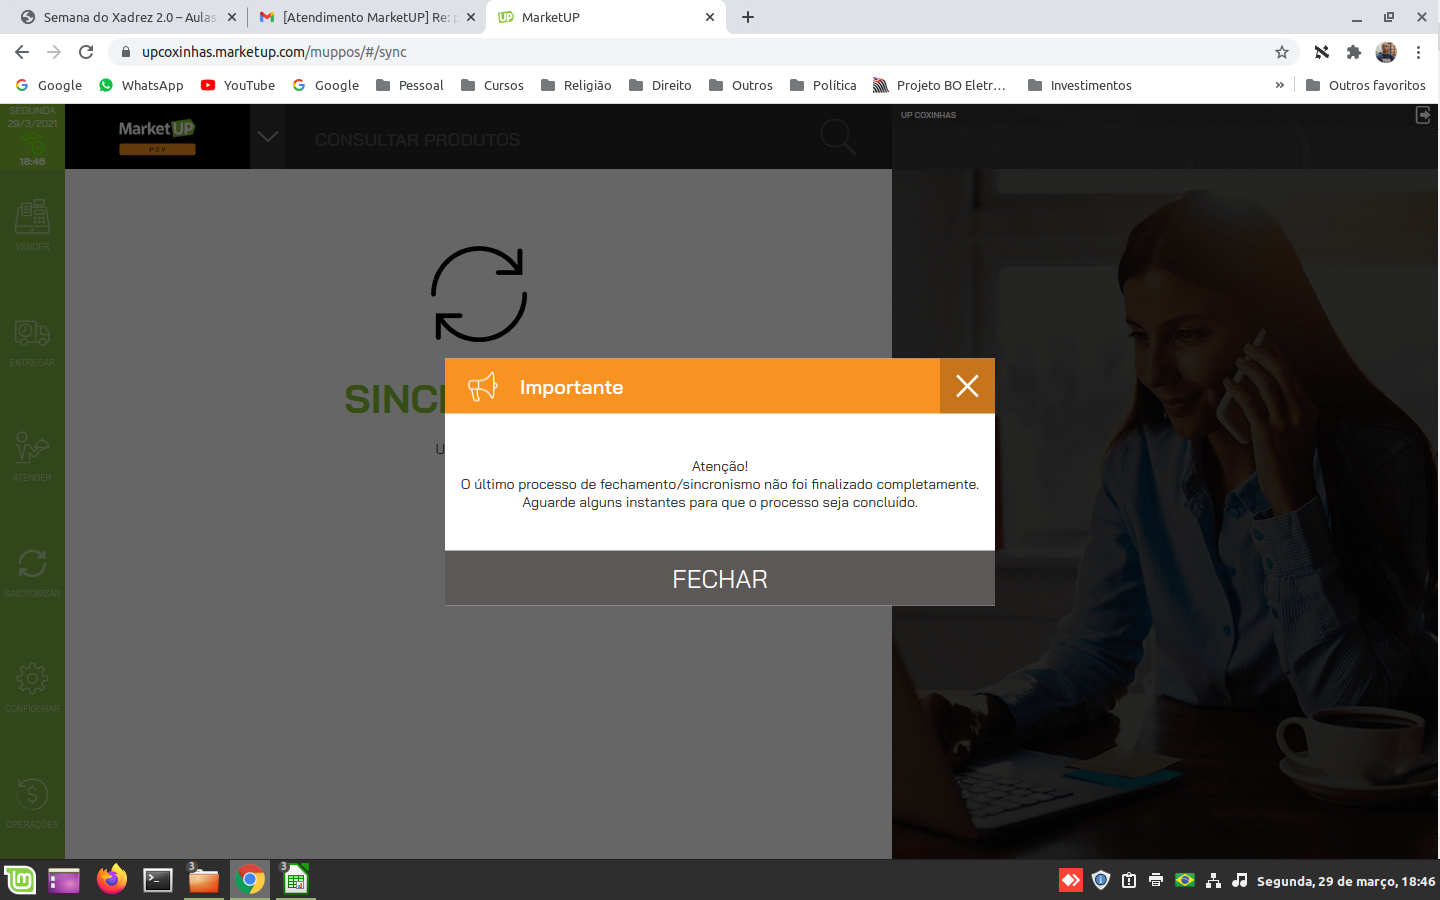 Semana do Xadrez 2.0 – Aulas
[Atendimento MarketUP] Re: p
MarketUP
upcoxinhas.marketup.com/muppos/#/sync
Google
WhatsApp
YouTube
Google
Pessoal
Cursos
Religião
Direito
Outros
Política
Projeto BO Eletr…
Investimentos
»
Outros favoritos
SEGUNDA
29/3/2021
18:46
MarketUP
PDV
CONSULTAR PRODUTOS
UP COXINHAS
VENDER
ENTREGAR
ATENDER
SINCRONIZAR
CONFIGURAR
OPERAÇÕES
SINC
U
Importante
Atenção!
O último processo de fechamento/sincronismo não foi finalizado completamente.
Aguarde alguns instantes para que o processo seja concluído.
FECHAR
3
3
Segunda, 29 de março, 18:46